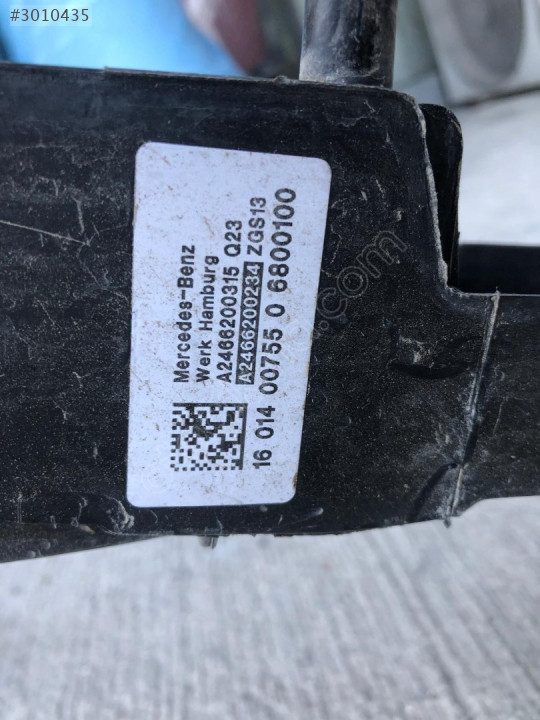 #3010435
Mercedes-Benz
Werk Hamburg
A2466200315 Q23
A2466200234 ZGS13
16 014 00755 0 6800100